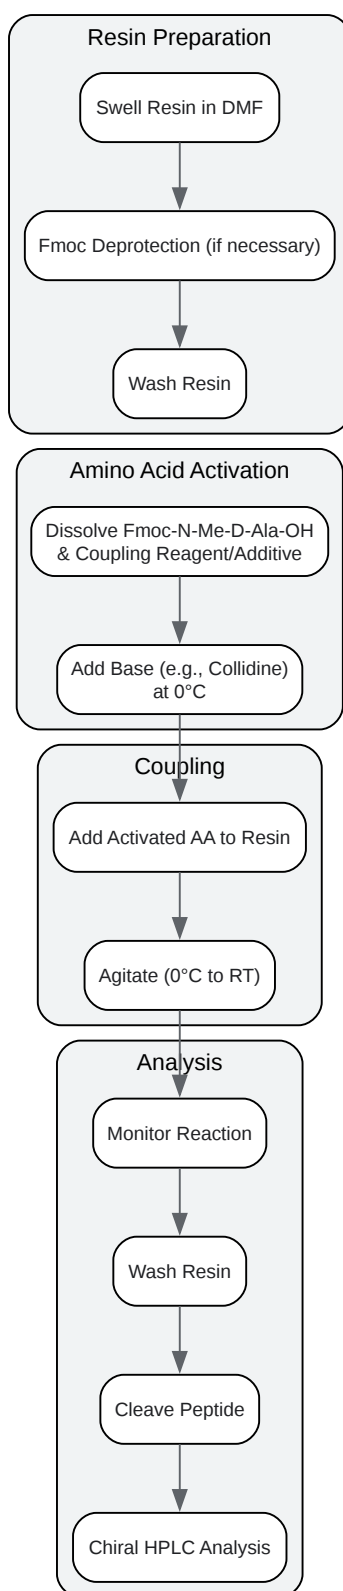 Resin Preparation
Swell Resin in DMF
Fmoc Deprotection (if necessary)
Wash Resin
Amino Acid Activation
Dissolve Fmoc-N-Me-D-Ala-OH
& Coupling Reagent/Additive
Add Base (e.g., Collidine)
at 0°C
Coupling
Add Activated AA to Resin
Agitate (0°C to RT)
Analysis
Monitor Reaction
Wash Resin
Cleave Peptide
Chiral HPLC Analysis